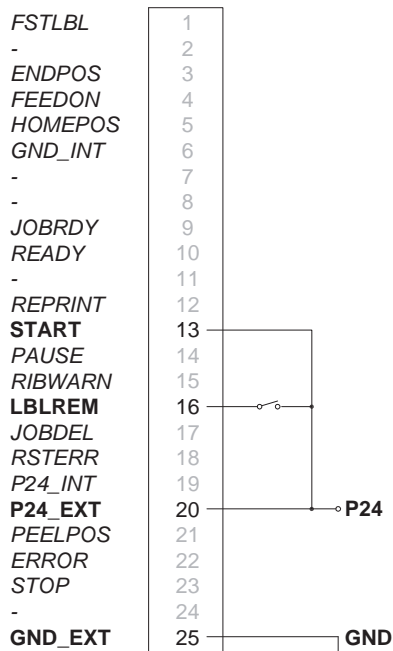 FSTLBL 1
- 2
ENDPOS 3
FEEDON 4
HOMEPOS 5
GND_INT 6
- 7
- 8
JOBRDY 9
READY 10
- 11
REPRINT 12
START 13
PAUSE 14
RIBWARN 15
LBLREM 16
JOBDEL 17
RSTERR 18
P24_INT 19
P24_EXT 20 P24
PEELPOS 21
ERROR 22
STOP 23
- 24
GND_EXT 25 GND